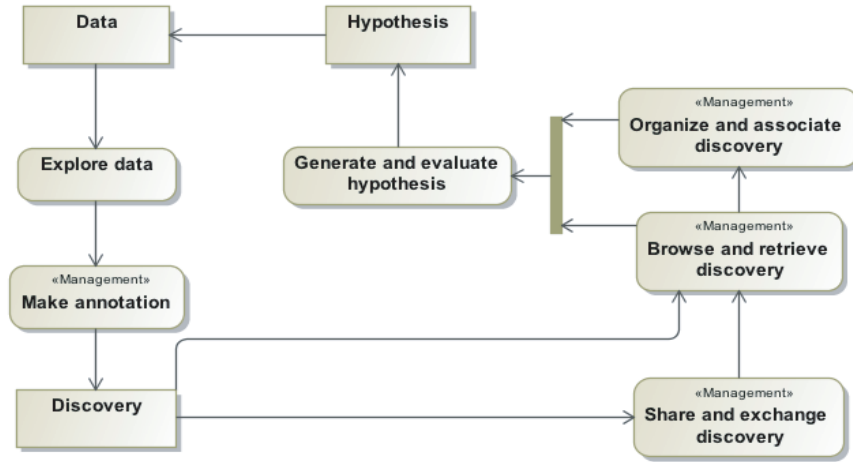 Data
Hypothesis
«Management»
Organize and associate
discovery
Explore data
Generate and evaluate
hypothesis
«Management»
Browse and retrieve
discovery
«Management»
Make annotation
Discovery
«Management»
Share and exchange
discovery